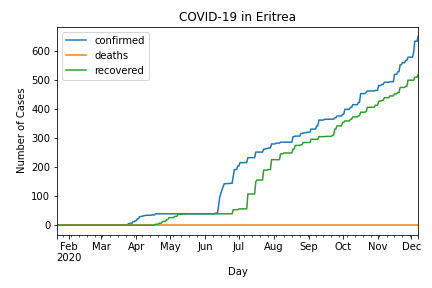 COVID-19 in Eritrea
confirmed
deaths
recovered
Number of Cases
600
500
400
300
200
100
0
Feb Mar Apr May Jun Jul Aug Sep Oct Nov Dec
2020
Day